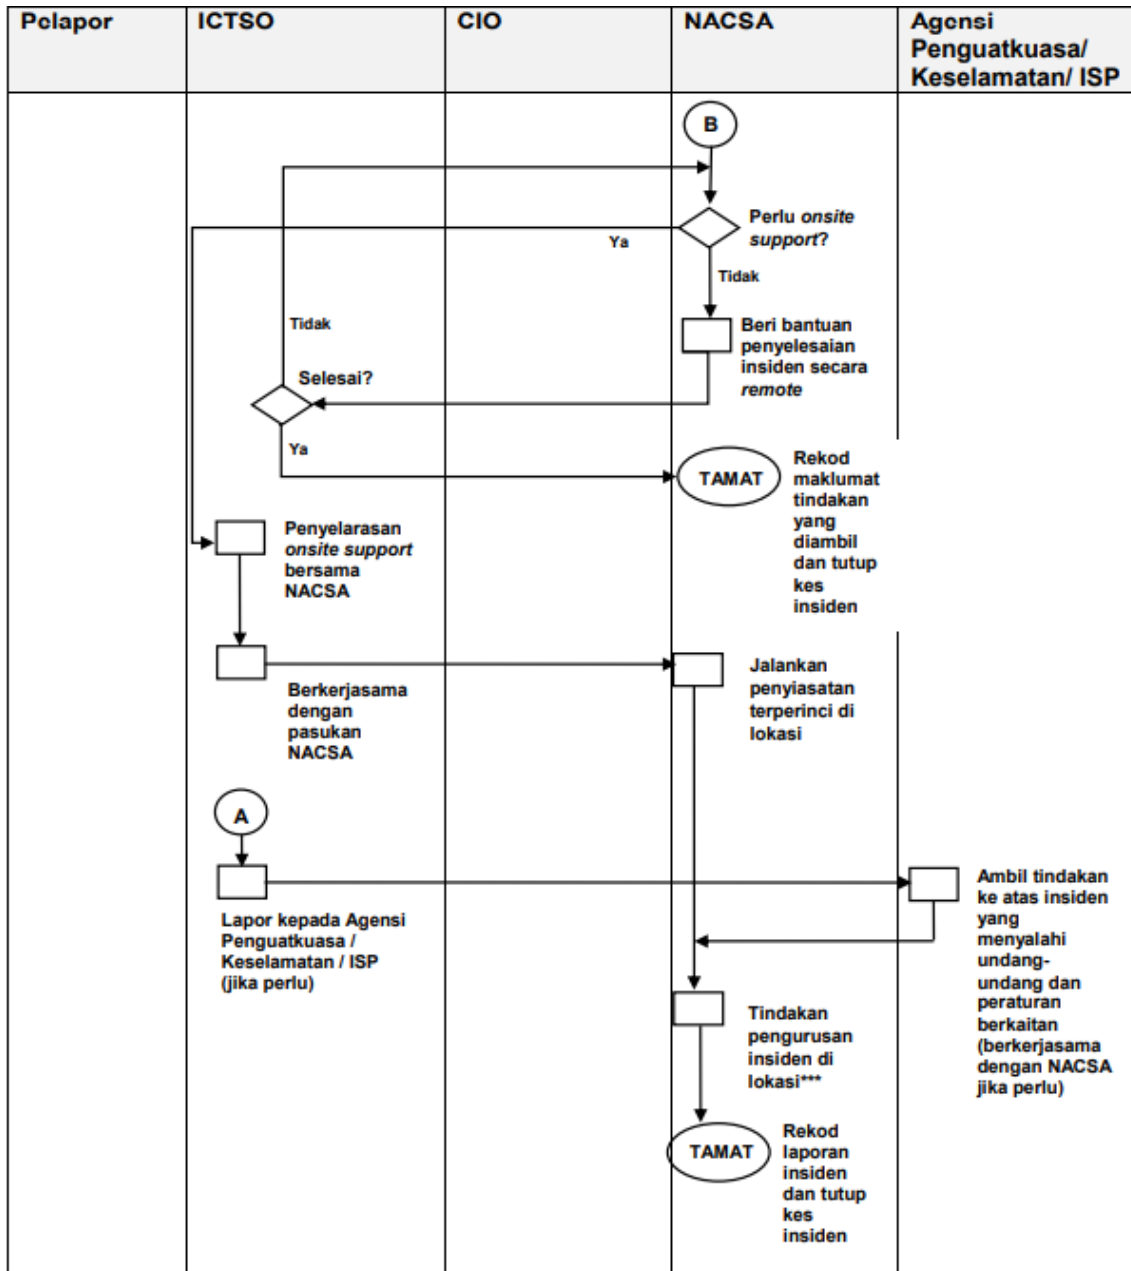 Pelapor
ICTSO
CIO
NACSA
Agensi
Penguatkuasa/
Keselamatan/ ISP
B
Perlu onsite
support?
Ya
Tidak
Tidak
Beri bantuan
penyelesaian
insiden secara
remote
Selesai?
Ya
TAMAT
Rekod
maklumat
tindakan
yang
diambil
dan tutup
kes
insiden
Penyelarasan
onsite support
bersama
NACSA
Berkerjasama
dengan
pasukan
NACSA
Jalankan
penyiasatan
terperinci di
lokasi
A
Lapor kepada Agensi
Penguatkuasa /
Keselamatan / ISP
(jika perlu)
Ambil tindakan
ke atas insiden
yang
menyalahi
undang-
undang dan
peraturan
berkaitan
(berkerjasama
dengan NACSA
jika perlu)
Tindakan
pengurusan
insiden di
lokasi***
TAMAT
Rekod
laporan
insiden
dan tutup
kes
insiden